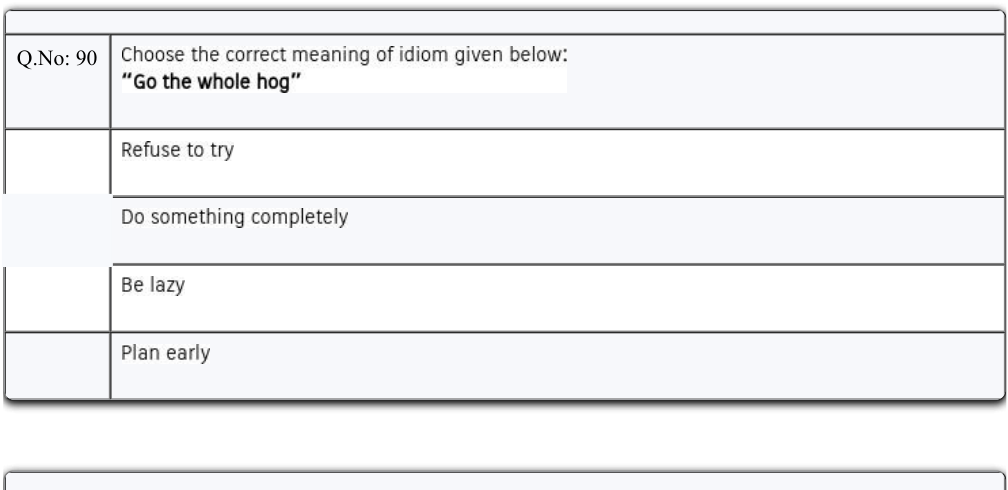 Q.No: 90
Choose the correct meaning of idiom given below:
“Go the whole hog”
Refuse to try
Do something completely
Be lazy
Plan early